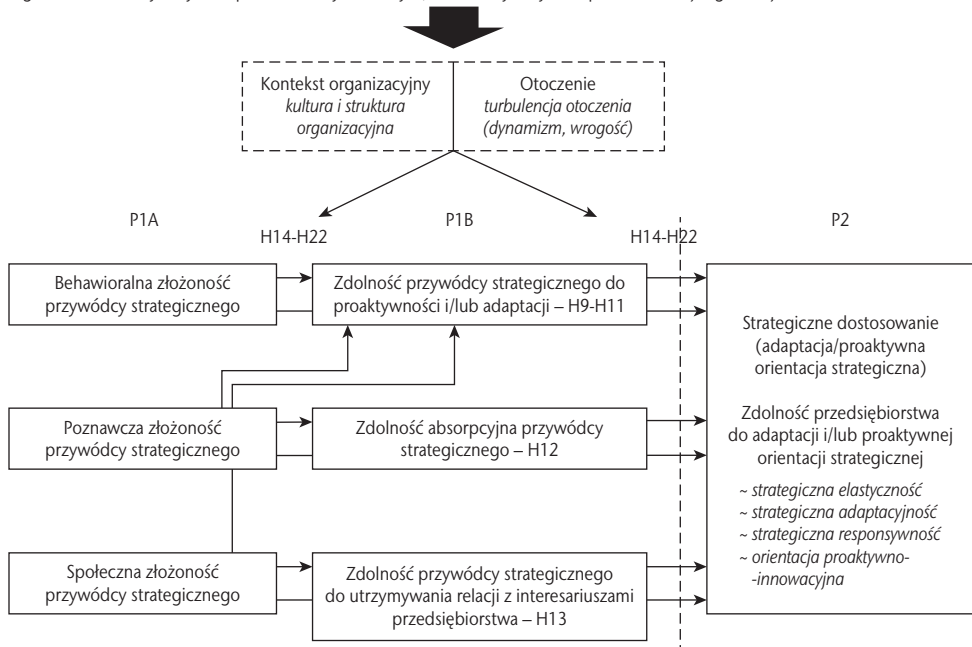 Kontekst organizacyjny
kultura i struktura
organizacyjna
Otoczenie
turbulencja otoczenia
(dynamizm, wrogość)
P1A
P1B
P2
H14-H22
H14-H22
Behawioralna złożoność
przywódcy strategicznego
Zdolność przywódcy strategicznego do
proaktywności i/lub adaptacji – H9-H11
Poznawcza złożoność
przywódcy strategicznego
Zdolność absorpcyjna przywódcy
strategicznego – H12
Społeczna złożoność
przywódcy strategicznego
Zdolność przywódcy strategicznego
do utrzymywania relacji z interesariuszami
przedsiębiorstwa – H13
Strategiczne dostosowanie
(adaptacja/proaktywna
orientacja strategiczna)
Zdolność przedsiębiorstwa
do adaptacji i/lub proaktywnej
orientacji strategicznej
~ strategiczna elastyczność
~ strategiczna adaptacyjność
~ strategiczna responsywność
~ orientacja proaktywno-
-innowacyjna